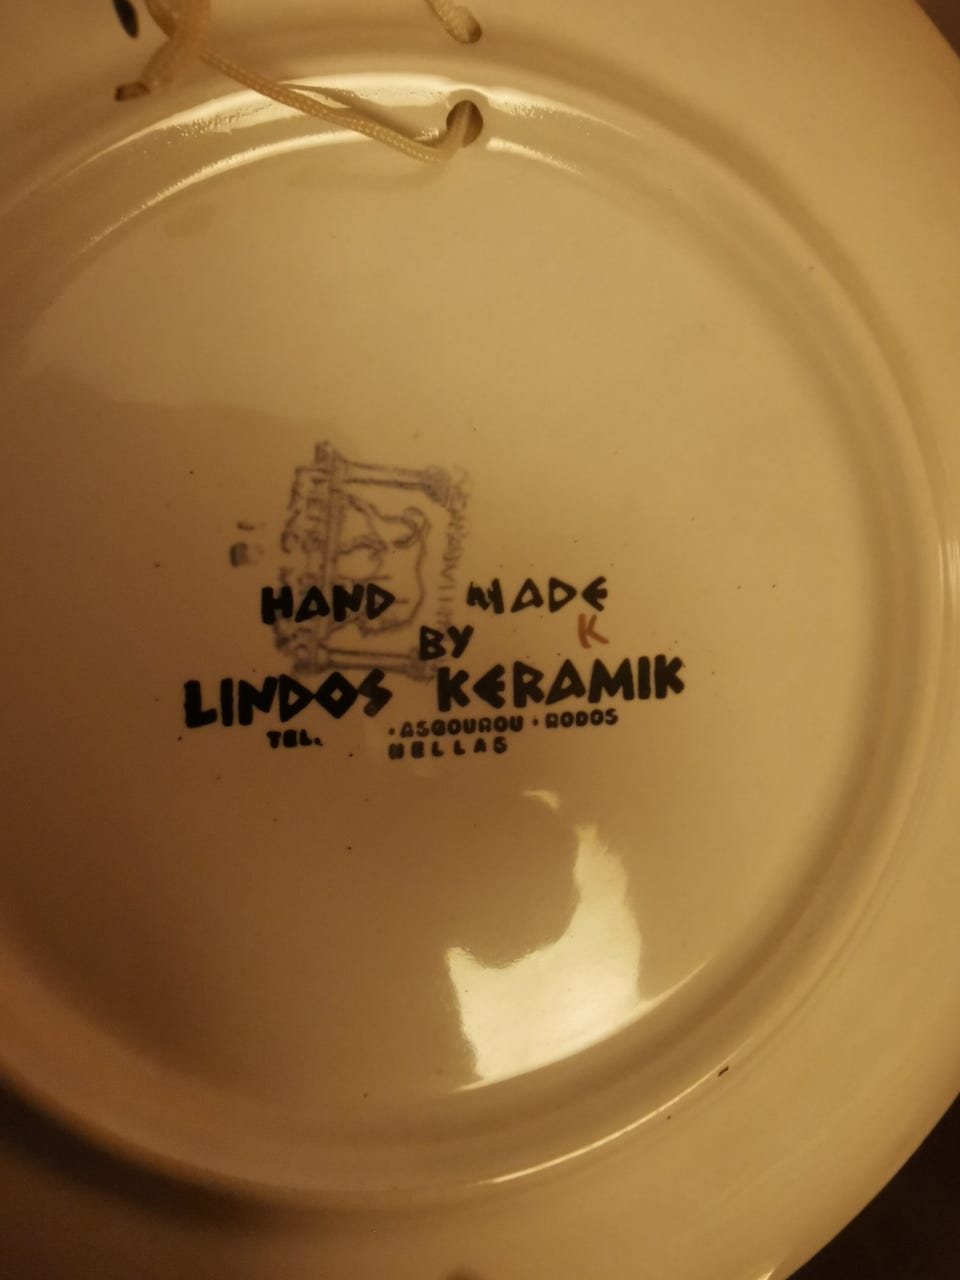 HAND MADE
K
BY
LINDOS KERAMIK
TEL. ·ASGOUROU·RODOS
HELLAS